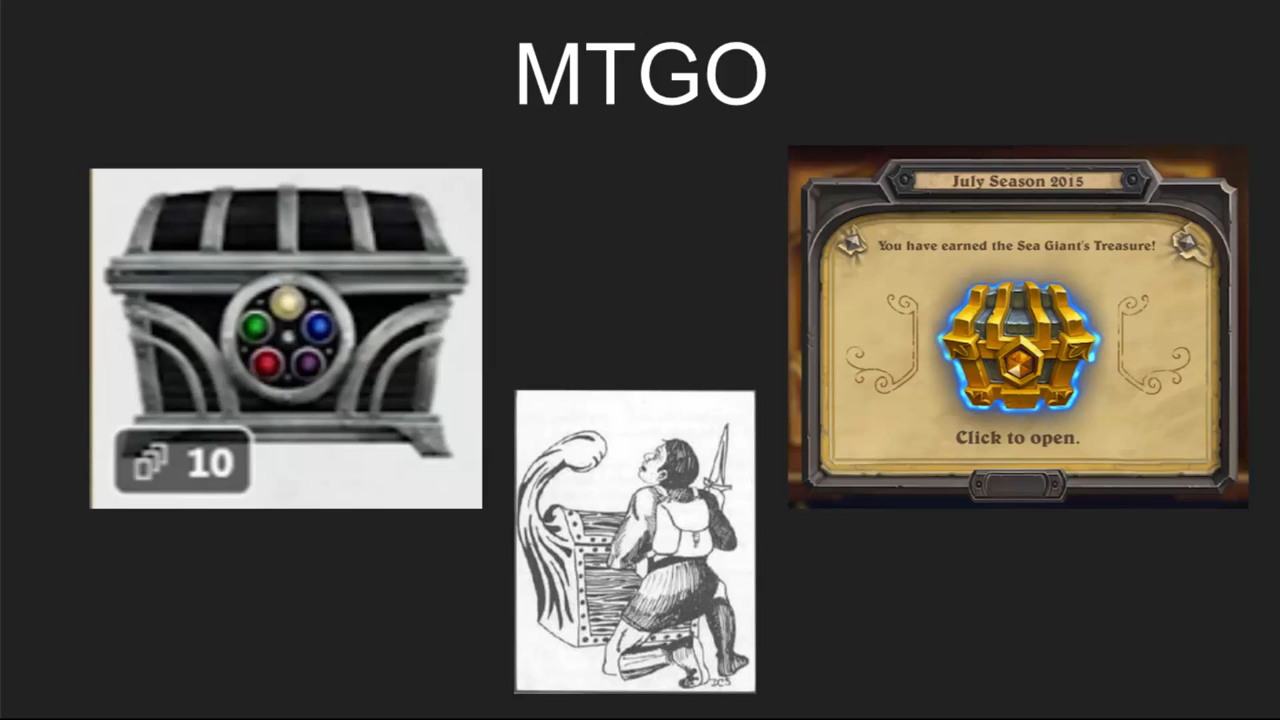 MTGO
10
July Season 2015
You have earned the Sea Giant's Treasure!
Click to open.